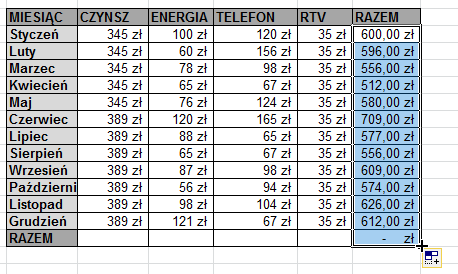 MIESIĄC CZYNSZ ENERGIA TELEFON RTV RAZEM
Styczeń 345 zł 100 zł 120 zł 35 zł 600,00 zł
Luty 345 zł 60 zł 156 zł 35 zł 596,00 zł
Marzec 345 zł 78 zł 98 zł 35 zł 556,00 zł
Kwiecień 345 zł 65 zł 67 zł 35 zł 512,00 zł
Maj 345 zł 76 zł 124 zł 35 zł 580,00 zł
Czerwiec 389 zł 120 zł 165 zł 35 zł 709,00 zł
Lipiec 389 zł 88 zł 65 zł 35 zł 577,00 zł
Sierpień 389 zł 65 zł 67 zł 35 zł 556,00 zł
Wrzesień 389 zł 87 zł 98 zł 35 zł 609,00 zł
Październi 389 zł 56 zł 94 zł 35 zł 574,00 zł
Listopad 389 zł 98 zł 104 zł 35 zł 626,00 zł
Grudzień 389 zł 121 zł 67 zł 35 zł 612,00 zł
RAZEM - zł